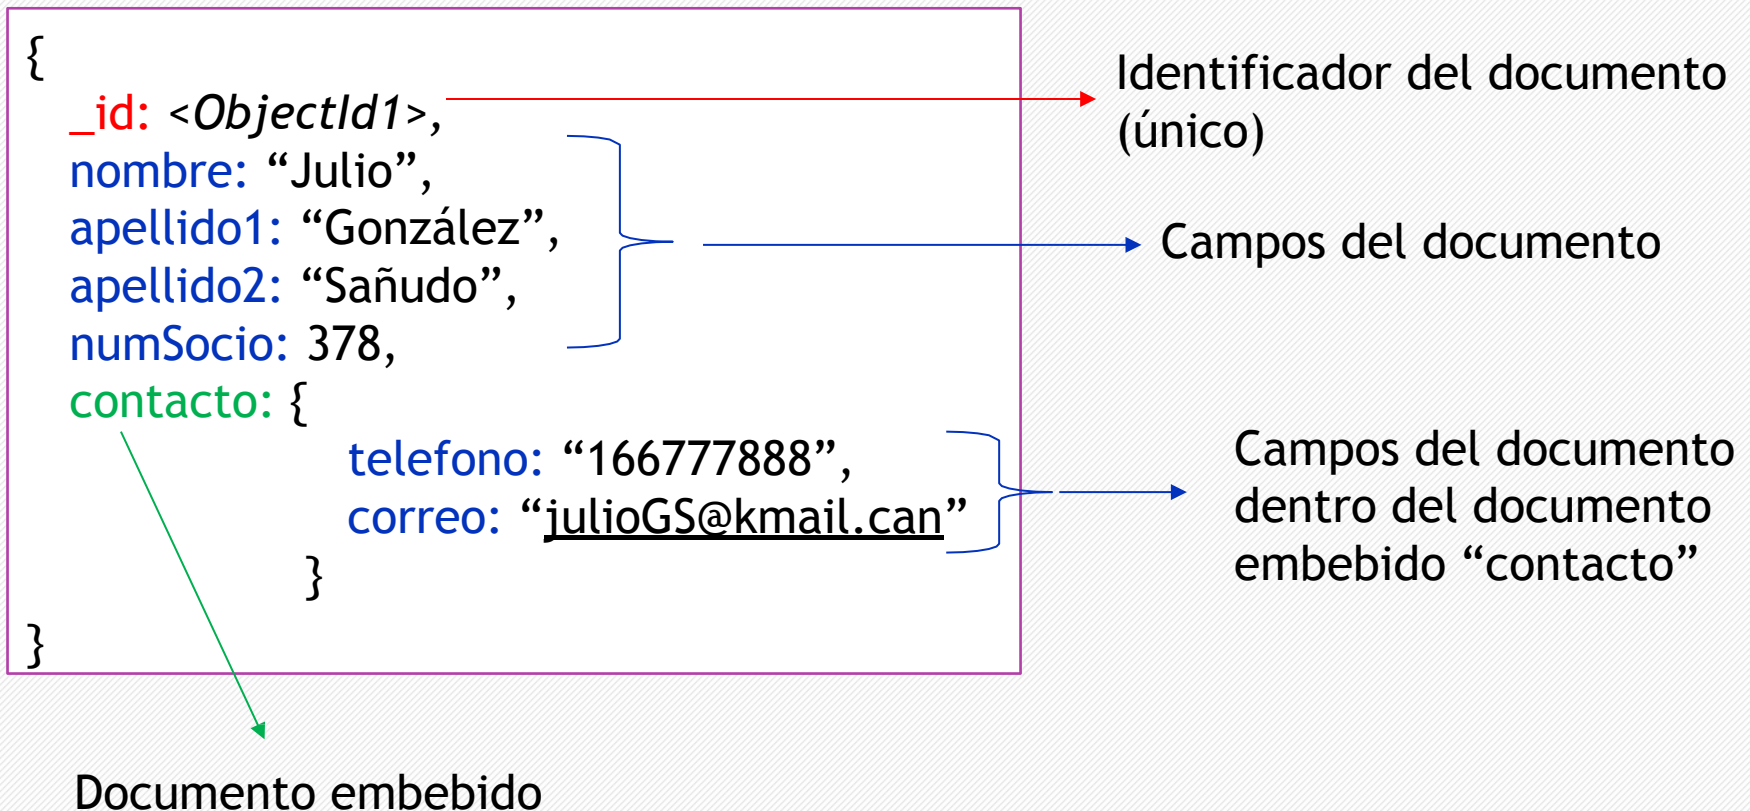 {
_id: <ObjectId1>,
nombre: “Julio”,
apellido1: “González”,
apellido2: “Sañudo”,
numSocio: 378,
contacto: {
telefono: “166777888”,
correo: “julioGS@kmail.can”
}
}
Identificador del documento
(único)
Campos del documento
Campos del documento
dentro del documento
embebido “contacto”
Documento embebido